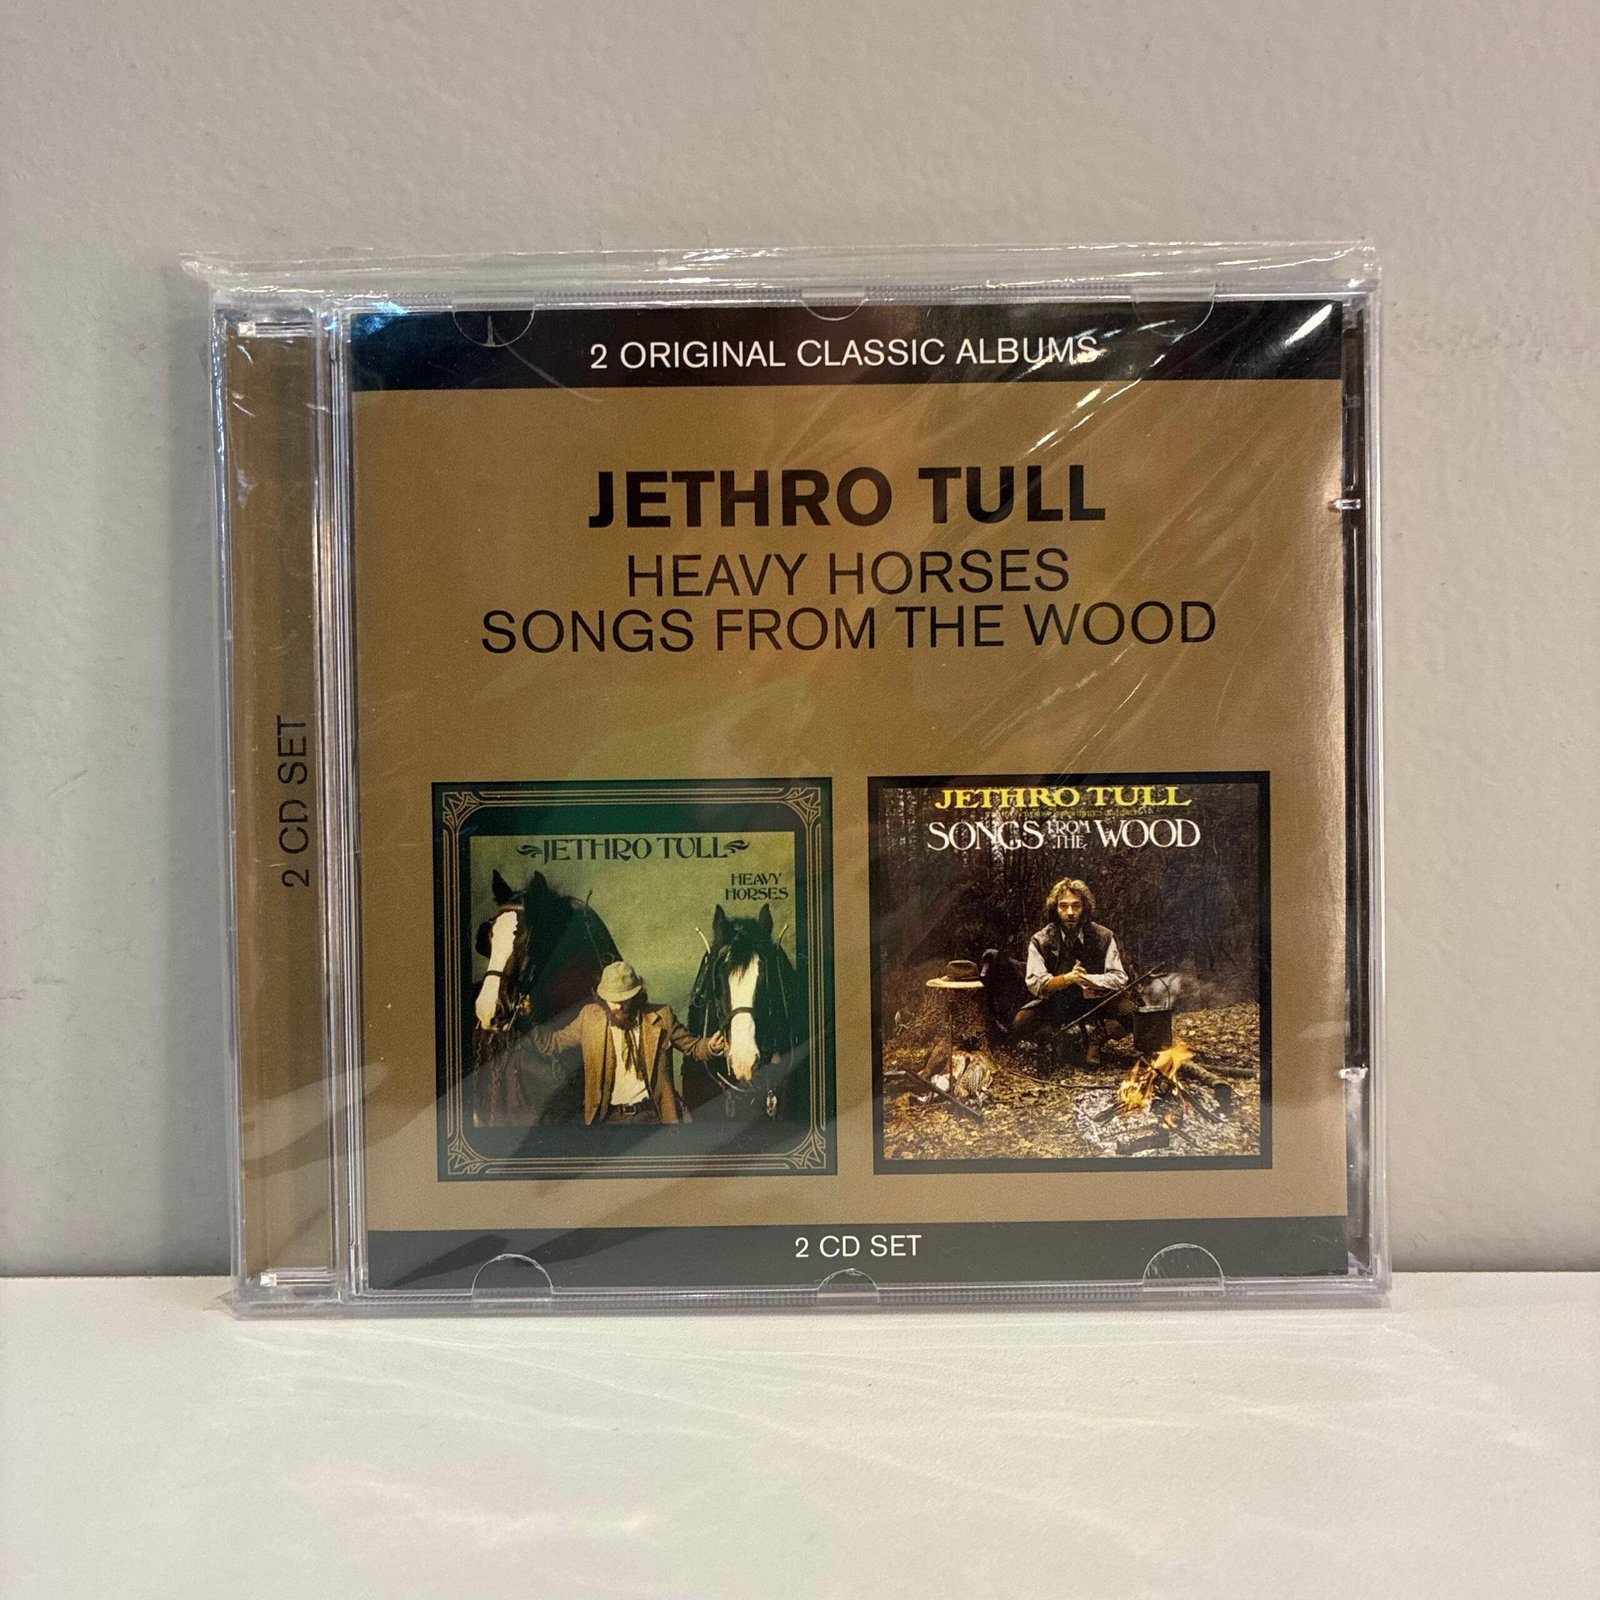 2 ORIGINAL CLASSIC ALBUMS
JETHRO TULL
HEAVY HORSES
SONGS FROM THE WOOD
2 CD SET
JETHRO TULL
HEAVY
HORSES
JETHRO TULL
SONGS FROM THE WOOD
2 CD SET